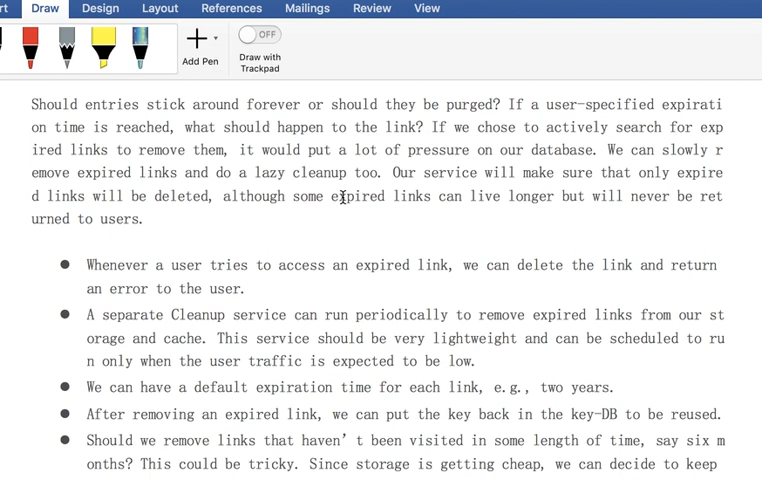 rt Draw Design Layout References Mailings Review View
OFF
Add Pen Draw with
Trackpad
Should entries stick around forever or should they be purged? If a user-specified expirati
on time is reached, what should happen to the link? If we chose to actively search for exp
ired links to remove them, it would put a lot of pressure on our database. We can slowly r
emove expired links and do a lazy cleanup too. Our service will make sure that only expire
d links will be deleted, although some expired links can live longer but will never be ret
urned to users.
● Whenever a user tries to access an expired link, we can delete the link and return
an error to the user.
● A separate Cleanup service can run periodically to remove expired links from our st
orage and cache. This service should be very lightweight and can be scheduled to ru
n only when the user traffic is expected to be low.
● We can have a default expiration time for each link, e.g., two years.
● After removing an expired link, we can put the key back in the key-DB to be reused.
● Should we remove links that haven’t been visited in some length of time, say six m
onths? This could be tricky. Since storage is getting cheap, we can decide to keep